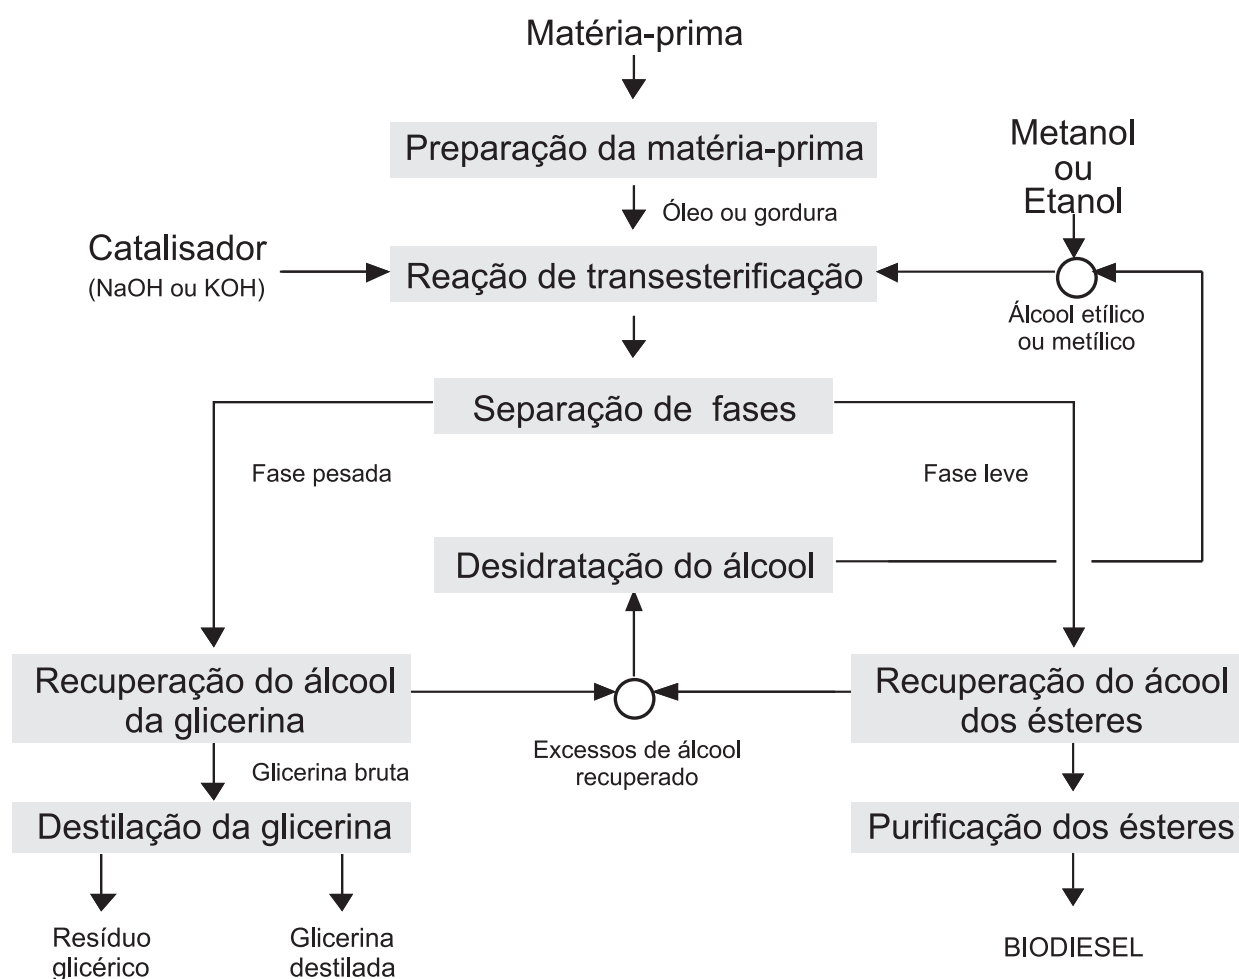 Matéria-prima
Preparação da matéria-prima
Metanol
ou
Etanol
Óleo ou gordura
Catalisador
(NaOH ou KOH)
Reação de transesterificação
Álcool etílico
ou metílico
Separação de fases
Fase pesada
Fase leve
Desidratação do álcool
Recuperação do álcool
da glicerina
Recuperação do ácool
dos ésteres
Excessos de álcool
recuperado
Glicerina bruta
Destilação da glicerina
Purificação dos ésteres
Resíduo
glicérico
Glicerina
destilada
BIODIESEL